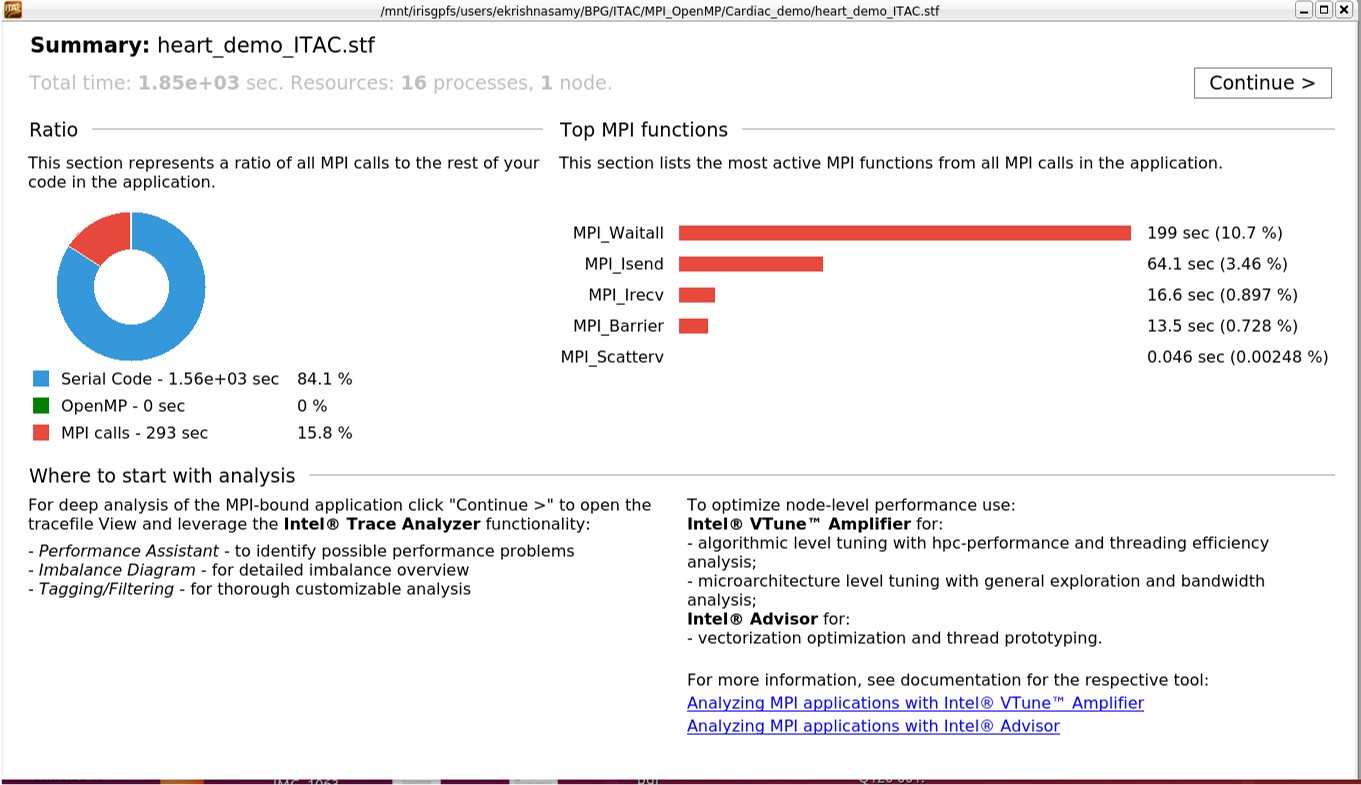 ITAC
/mnt/irisgpfs/users/ekrishnasamy/BPG/ITAC/MPI_OpenMP/Cardiac_demo/heart_demo_ITAC.stf
Summary: heart_demo_ITAC.stf
Total time: 1.85e+03 sec. Resources: 16 processes, 1 node.
Continue >
Ratio
This section represents a ratio of all MPI calls to the rest of your
code in the application.
Serial Code - 1.56e+03 sec 84.1 %
OpenMP - 0 sec 0 %
MPI calls - 293 sec 15.8 %
Top MPI functions
This section lists the most active MPI functions from all MPI calls in the application.
MPI_Waitall 199 sec (10.7 %)
MPI_Isend 64.1 sec (3.46 %)
MPI_Irecv 16.6 sec (0.897 %)
MPI_Barrier 13.5 sec (0.728 %)
MPI_Scatterv 0.046 sec (0.00248 %)
Where to start with analysis
For deep analysis of the MPI-bound application click "Continue >" to open the
tracefile View and leverage the Intel® Trace Analyzer functionality:
- Performance Assistant - to identify possible performance problems
- Imbalance Diagram - for detailed imbalance overview
- Tagging/Filtering - for thorough customizable analysis
To optimize node-level performance use:
Intel® VTune™ Amplifier for:
- algorithmic level tuning with hpc-performance and threading efficiency
analysis;
- microarchitecture level tuning with general exploration and bandwidth
analysis;
Intel® Advisor for:
- vectorization optimization and thread prototyping.
For more information, see documentation for the respective tool:
Analyzing MPI applications with Intel® VTune™ Amplifier
Analyzing MPI applications with Intel® Advisor